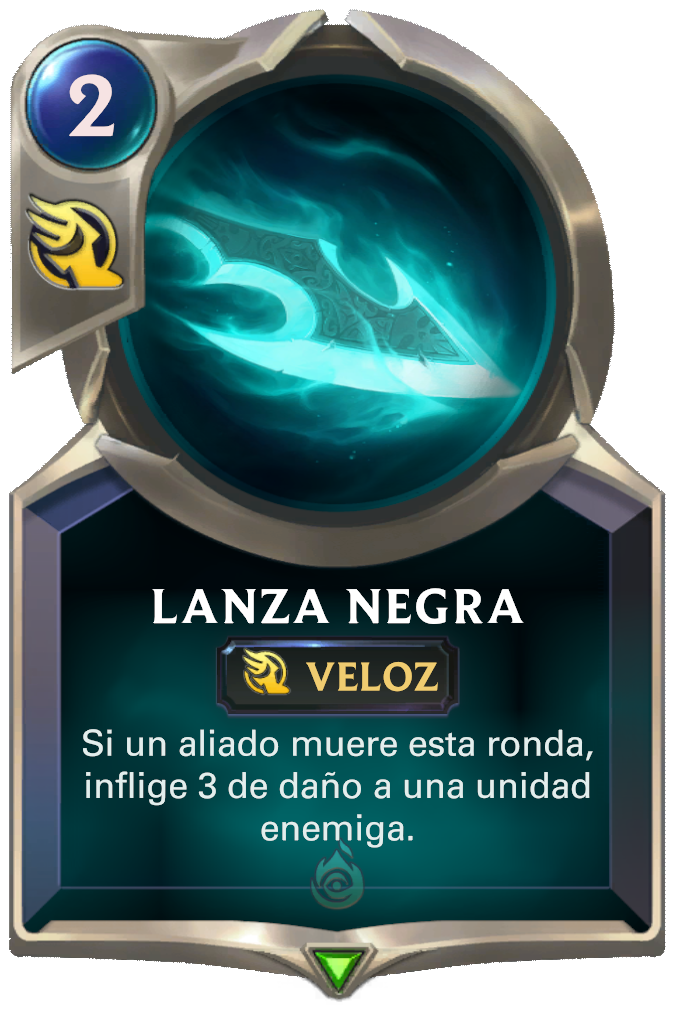 2
LANZA NEGRA
VELOZ
Si un aliado muere esta ronda,
inflige 3 de daño a una unidad
enemiga.